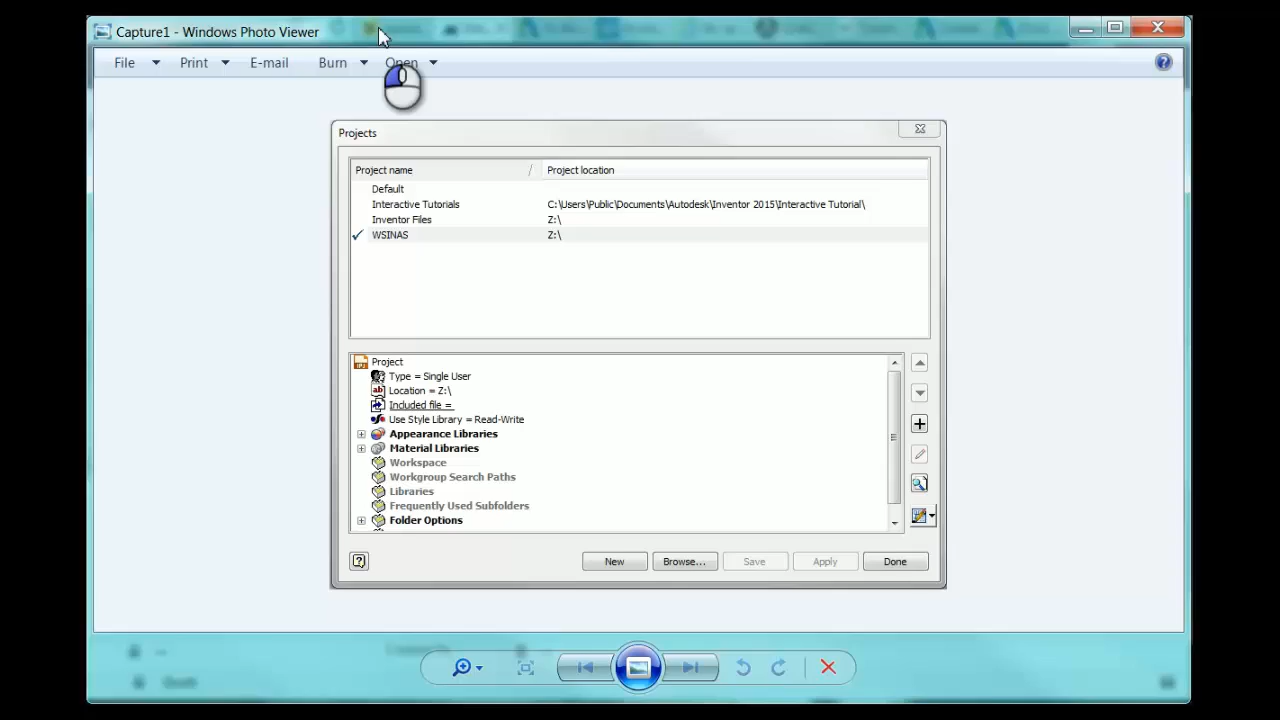 Capture1 - Windows Photo Viewer
File Print E-mail Burn Open
Projects
Project name / Project location
Default
Interactive Tutorials C:\Users\Public\Documents\Autodesk\Inventor 2015\Interactive Tutorial\
Inventor Files Z:\
WSINAS Z:\
Project
Type = Single User
Location = Z:\
Included file =
Use Style Library = Read-Write
Appearance Libraries
Material Libraries
Workspace
Workgroup Search Paths
Libraries
Frequently Used Subfolders
Folder Options
New Browse... Save Apply Done